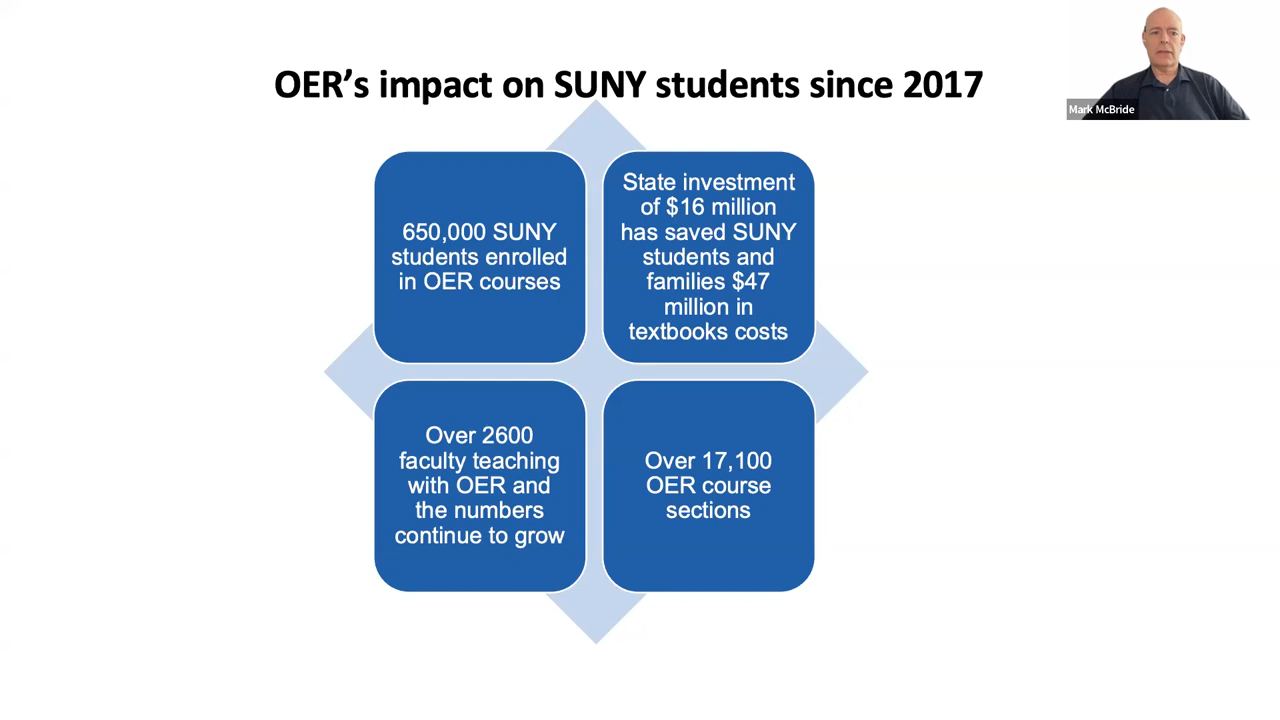 OER’s impact on SUNY students since 2017
Mark McBride
650,000 SUNY
students enrolled
in OER courses
State investment
of $16 million
has saved SUNY
students and
families $47
million in
textbooks costs
Over 2600
faculty teaching
with OER and
the numbers
continue to grow
Over 17,100
OER course
sections